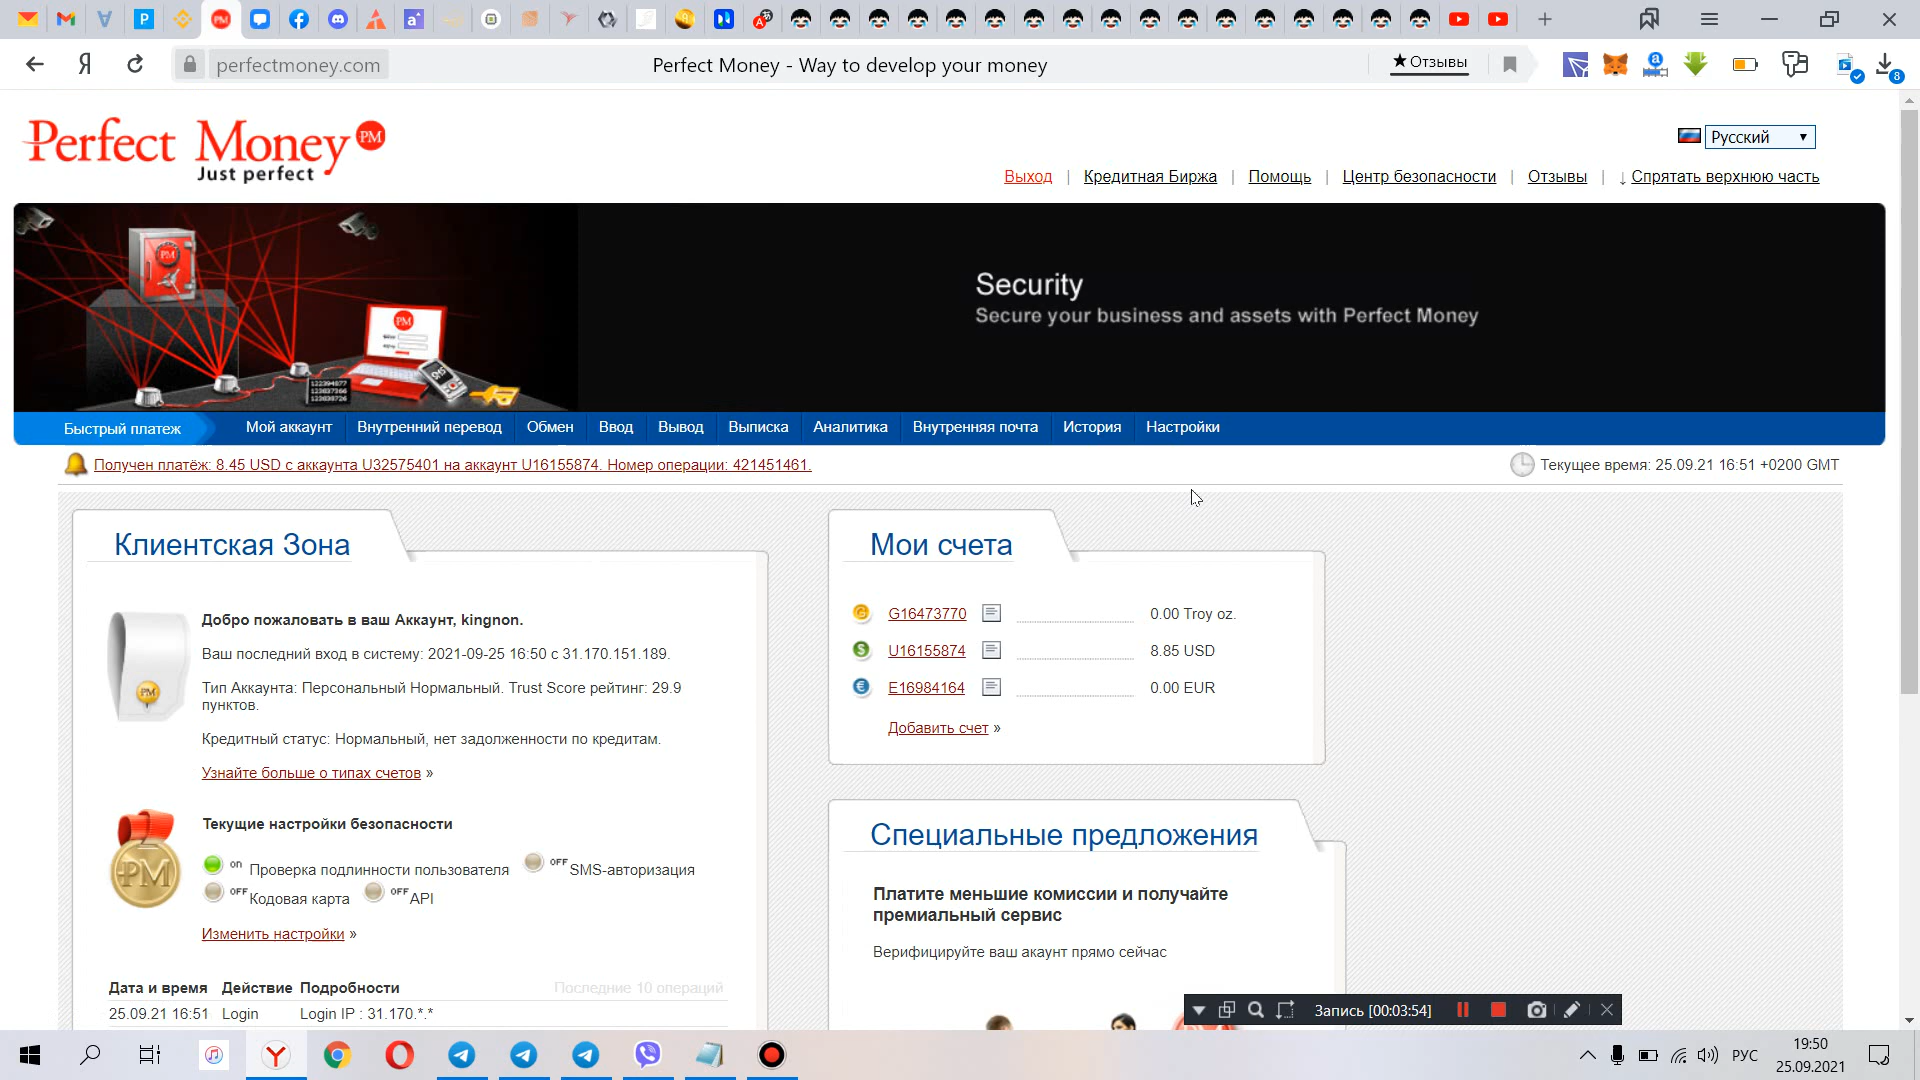 perfectmoney.com
Perfect Money - Way to develop your money
★ Отзывы
8
Perfect Money PM
Just perfect
Русский
Выход | Кредитная Биржа | Помощь | Центр безопасности | Отзывы | ↓ Спрятать верхнюю часть
Security
Secure your business and assets with Perfect Money
Быстрый платеж Мой аккаунт Внутренний перевод Обмен Ввод Вывод Выписка Аналитика Внутренняя почта История Настройки
Получен платёж: 8.45 USD с аккаунта U32575401 на аккаунт U16155874. Номер операции: 421451461.
Текущее время: 25.09.21 16:51 +0200 GMT
Клиентская Зона
Добро пожаловать в ваш Аккаунт, kingnon.
Ваш последний вход в систему: 2021-09-25 16:50 с 31.170.151.189.
Тип Аккаунта: Персональный Нормальный. Trust Score рейтинг: 29.9
пунктов.
Кредитный статус: Нормальный, нет задолженности по кредитам.
Узнайте больше о типах счетов »
Текущие настройки безопасности
on Проверка подлинности пользователя OFF SMS-авторизация
OFF Кодовая карта OFF API
Изменить настройки »
Дата и время Действие Подробности Последние 10 операций
25.09.21 16:51 Login Login IP : 31.170.*.*
Мои счета
G16473770 0.00 Troy oz.
U16155874 8.85 USD
E16984164 0.00 EUR
Добавить счет »
Специальные предложения
Платите меньшие комиссии и получайте
премиальный сервис
Верифицируйте ваш акаунт прямо сейчас
Запись [00:03:54]
РУС
19:50
25.09.2021